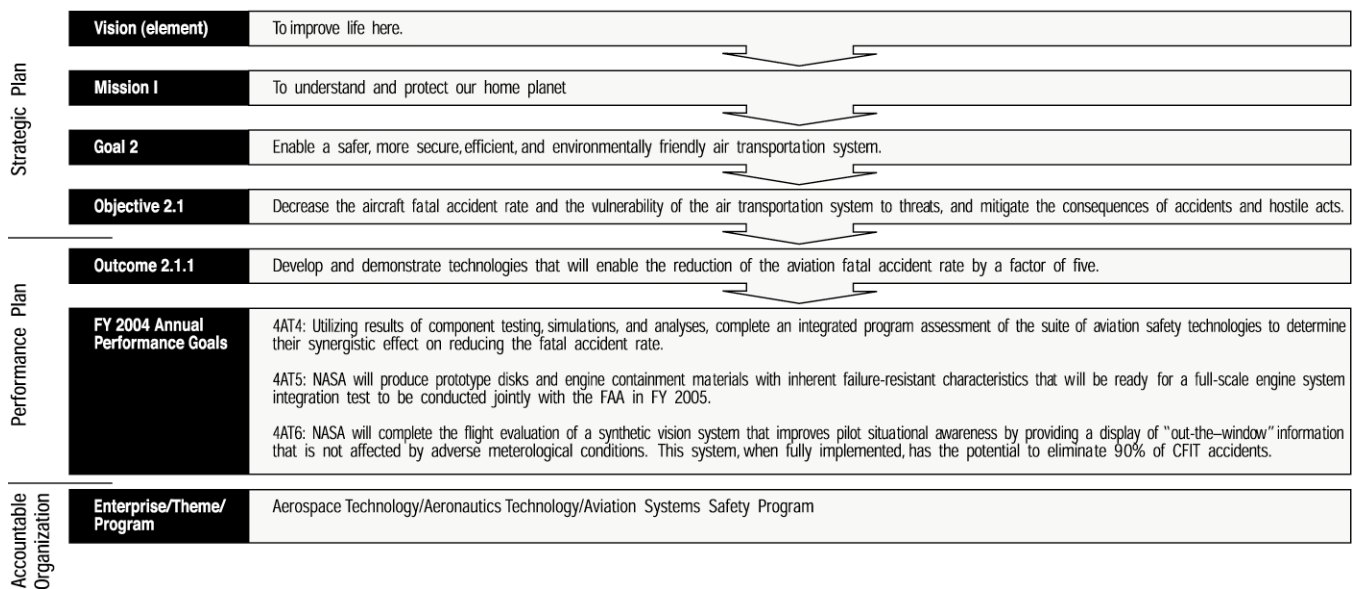 Strategic Plan
Vision (element)
To improve life here.
Mission I
To understand and protect our home planet
Goal 2
Enable a safer, more secure, efficient, and environmentally friendly air transportation system.
Objective 2.1
Decrease the aircraft fatal accident rate and the vulnerability of the air transportation system to threats, and mitigate the consequences of accidents and hostile acts.
Performance Plan
Outcome 2.1.1
Develop and demonstrate technologies that will enable the reduction of the aviation fatal accident rate by a factor of five.
FY 2004 Annual
Performance Goals
4AT4: Utilizing results of component testing, simulations, and analyses, complete an integrated program assessment of the suite of aviation safety technologies to determine
their synergistic effect on reducing the fatal accident rate.
4AT5: NASA will produce prototype disks and engine containment materials with inherent failure-resistant characteristics that will be ready for a full-scale engine system
integration test to be conducted jointly with the FAA in FY 2005.
4AT6: NASA will complete the flight evaluation of a synthetic vision system that improves pilot situational awareness by providing a display of “out-the–window” information
that is not affected by adverse meterological conditions. This system, when fully implemented, has the potential to eliminate 90% of CFIT accidents.
Accountable
Organization
Enterprise/Theme/
Program
Aerospace Technology/Aeronautics Technology/Aviation Systems Safety Program